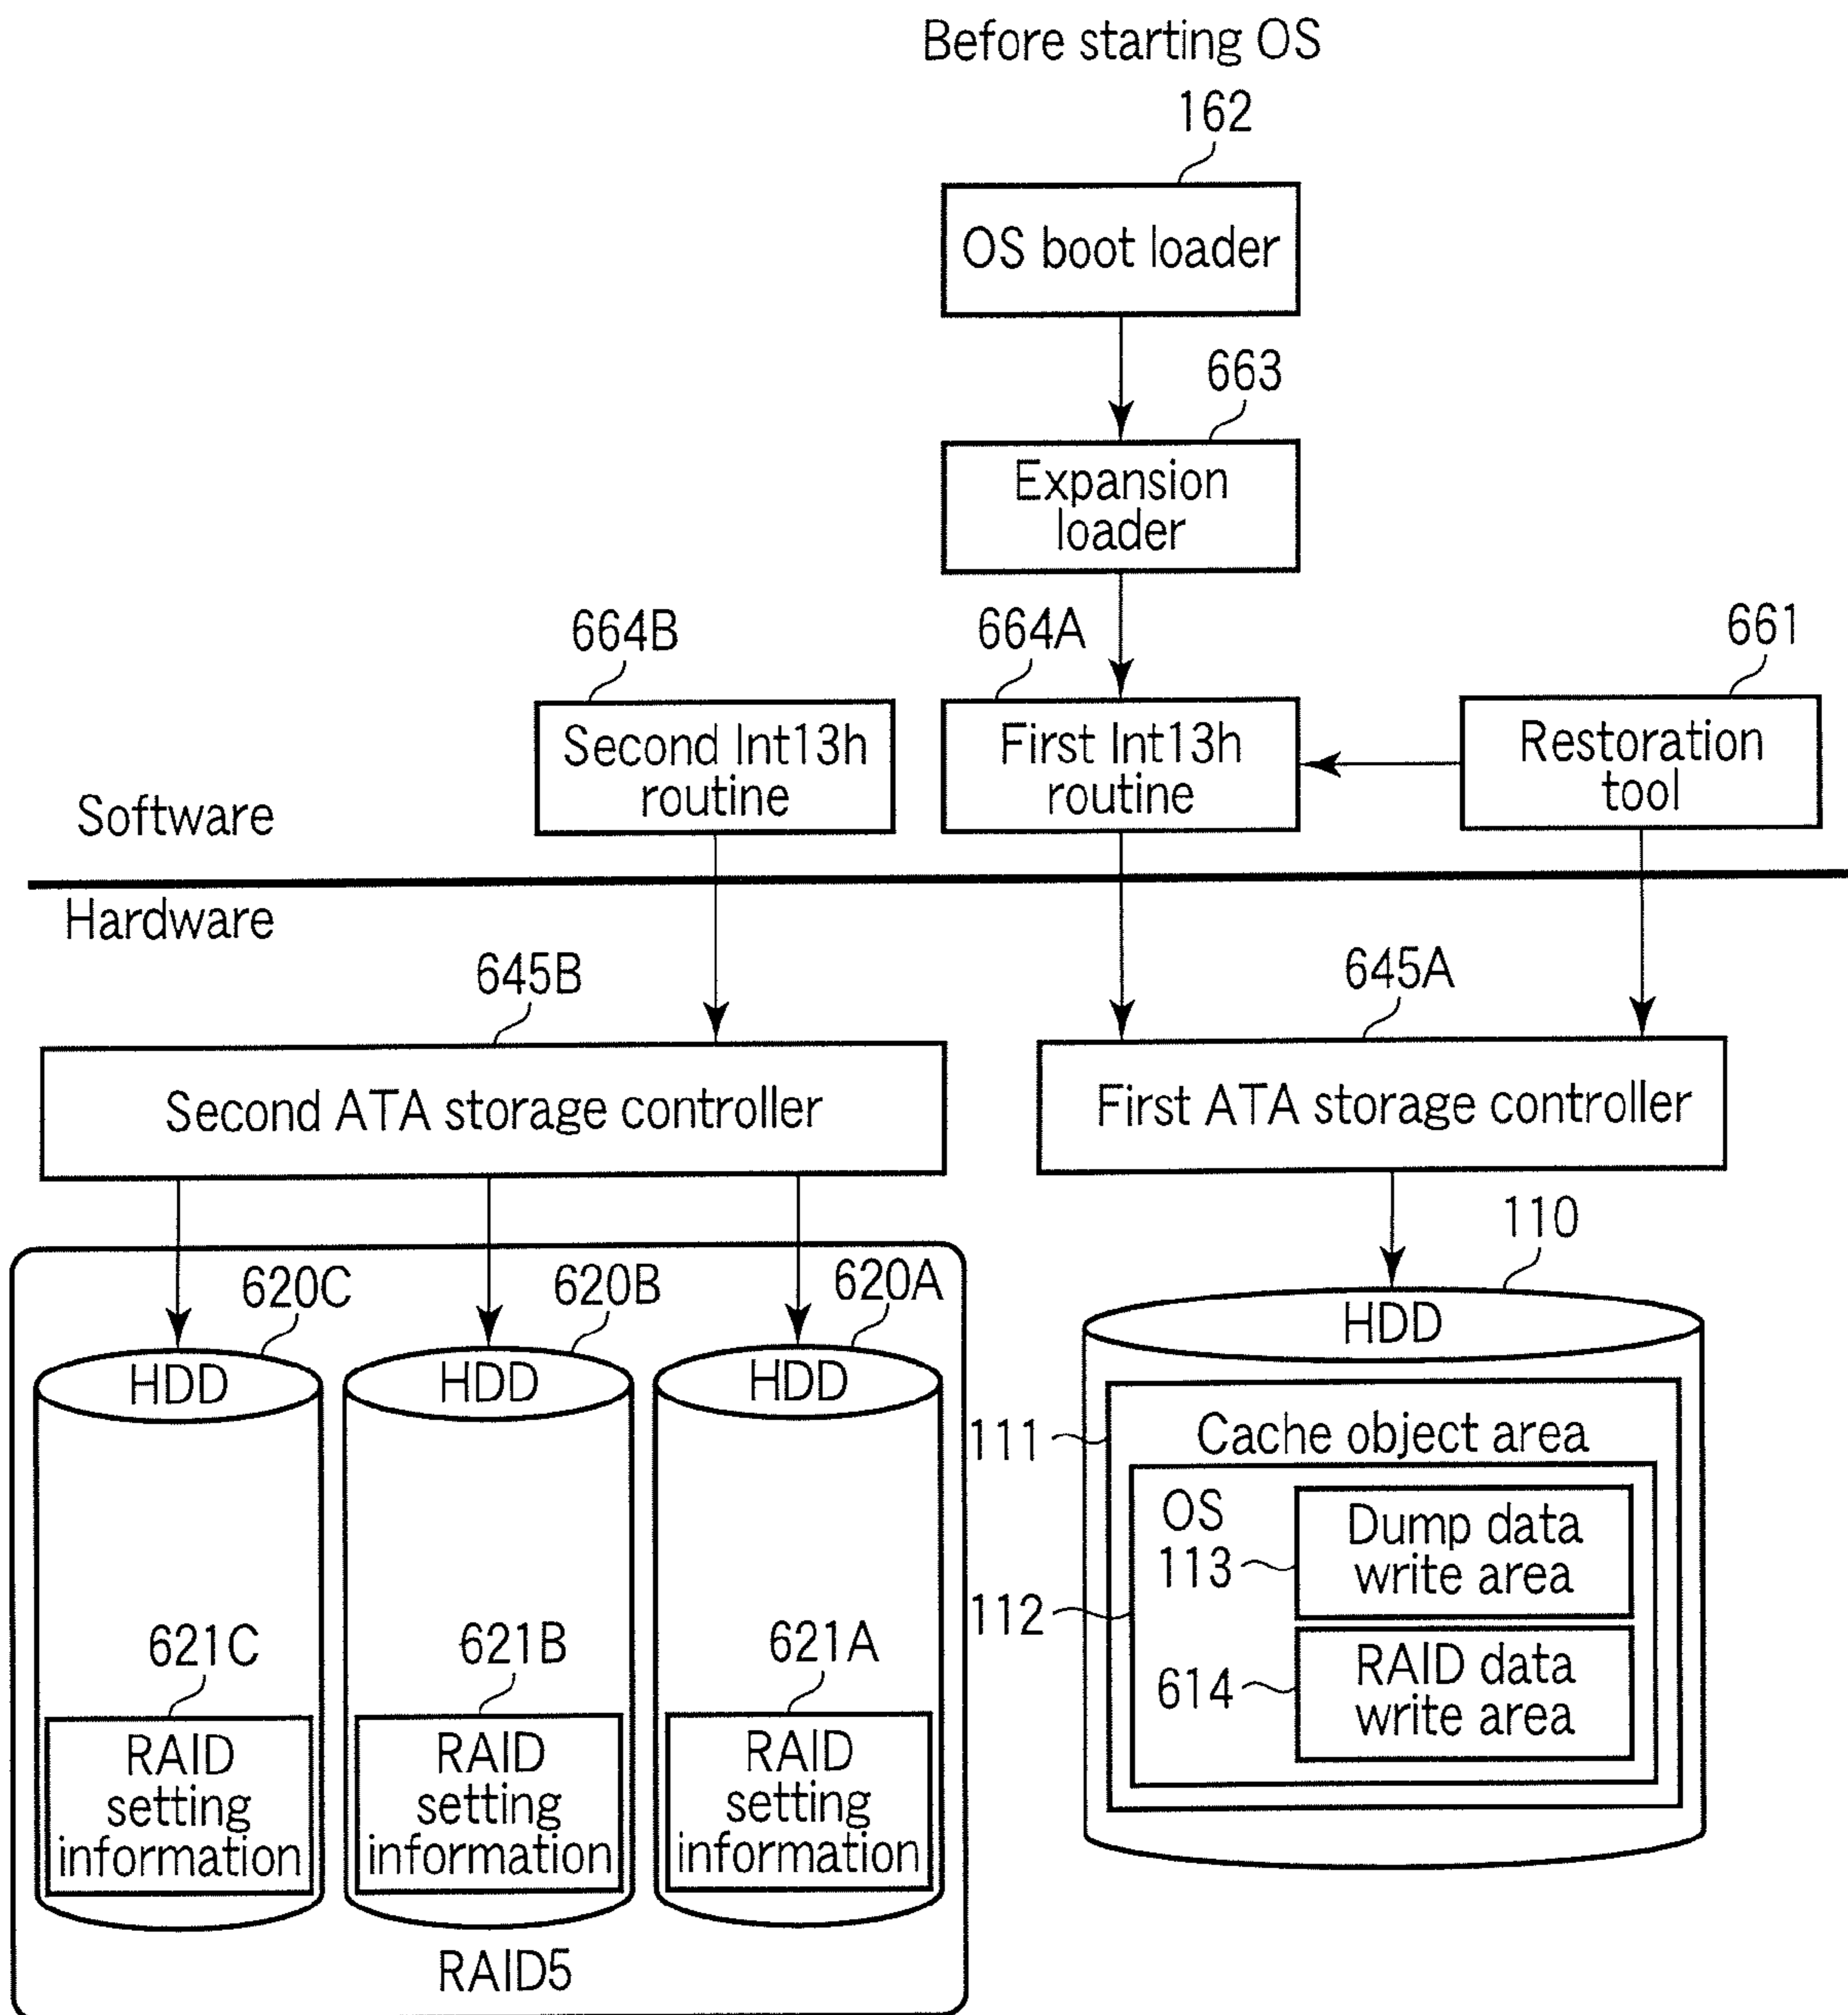 Before starting OS
162
OS boot loader
663
Expansion
loader
664B
664A
661
Second Int13h
routine
First Int13h
routine
Restoration
tool
Software
Hardware
645B
645A
Second ATA storage controller
First ATA storage controller
110
620C
620B
620A
HDD
HDD
HDD
HDD
111
Cache object area
OS
113
Dump data
write area
112
614
RAID data
write area
621C
621B
621A
RAID
setting
information
RAID
setting
information
RAID
setting
information
RAID5